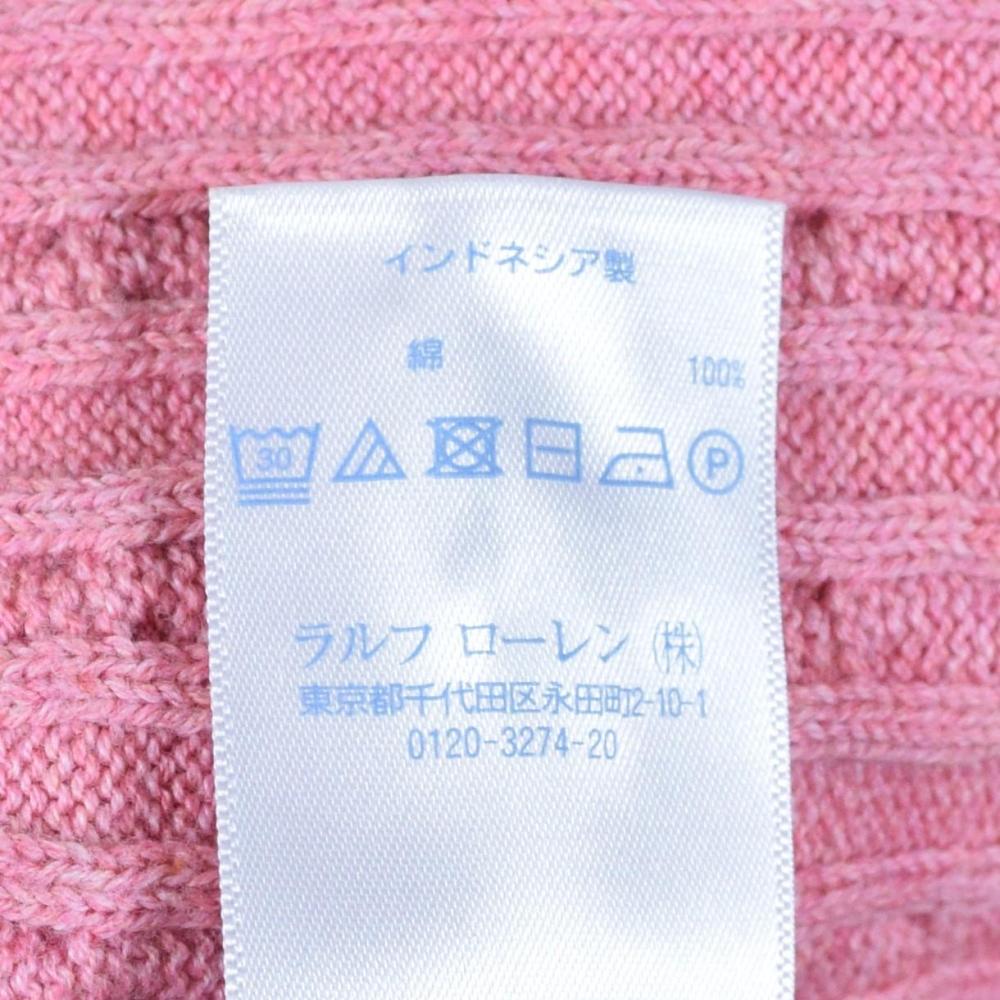 インドネシア製
綿 100%
30 P
ラルフ ローレン ㈱
東京都千代田区永田町2-10-1
0120-3274-20